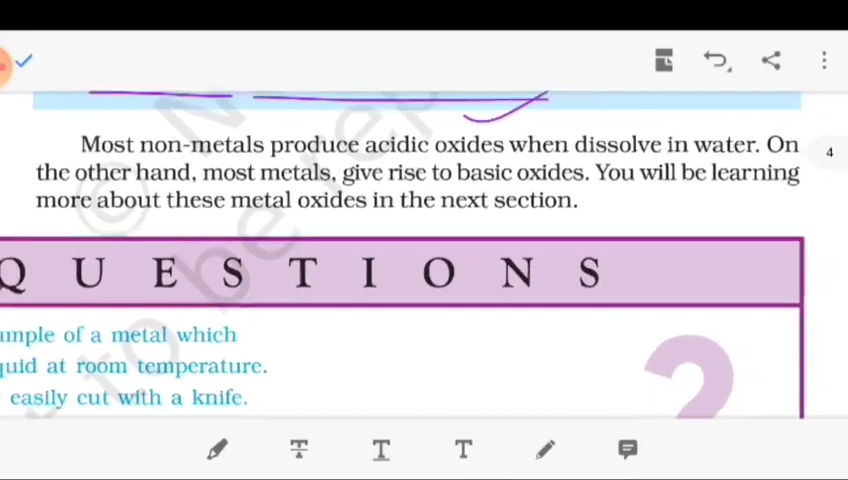 4
Most non-metals produce acidic oxides when dissolve in water. On
the other hand, most metals, give rise to basic oxides. You will be learning
more about these metal oxides in the next section.
QUESTIONS
ample of a metal which
quid at room temperature.
easily cut with a knife.
?
T T T